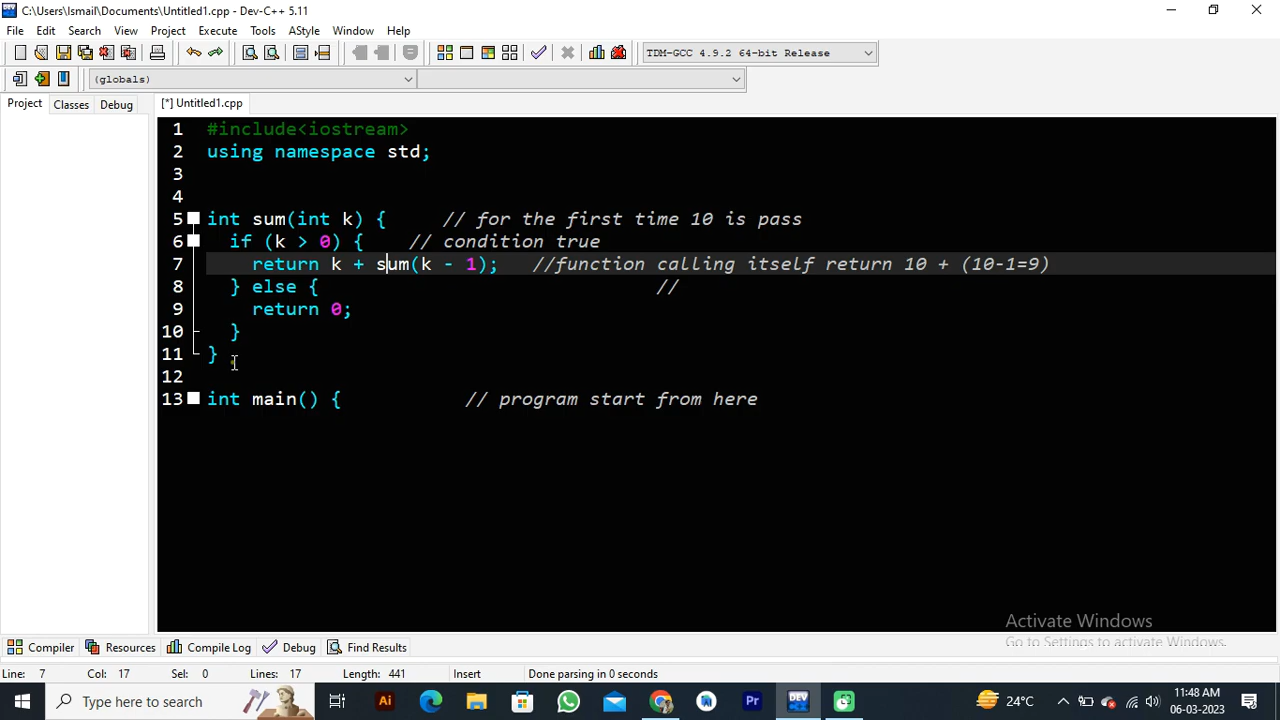 C:\Users\Ismail\Documents\Untitled1.cpp - Dev-C++ 5.11
File Edit Search View Project Execute Tools AStyle Window Help
TDM-GCC 4.9.2 64-bit Release
(globals)
Project Classes Debug [*] Untitled1.cpp
1 #include<iostream>
2 using namespace std;
3
4
5 int sum(int k) { // for the first time 10 is pass
6 if (k > 0) { // condition true
7 return k + sum(k - 1); //function calling itself return 10 + (10-1=9)
8 } else { //
9 return 0;
10 }
11 }
12
13 int main() { // program start from here
Activate Windows
Go to Settings to activate Windows.
Compiler Resources Compile Log Debug Find Results
Line: 7 Col: 17 Sel: 0 Lines: 17 Length: 441 Insert Done parsing in 0 seconds
Type here to search Ai Pr DEV 24°C 11:48 AM
06-03-2023